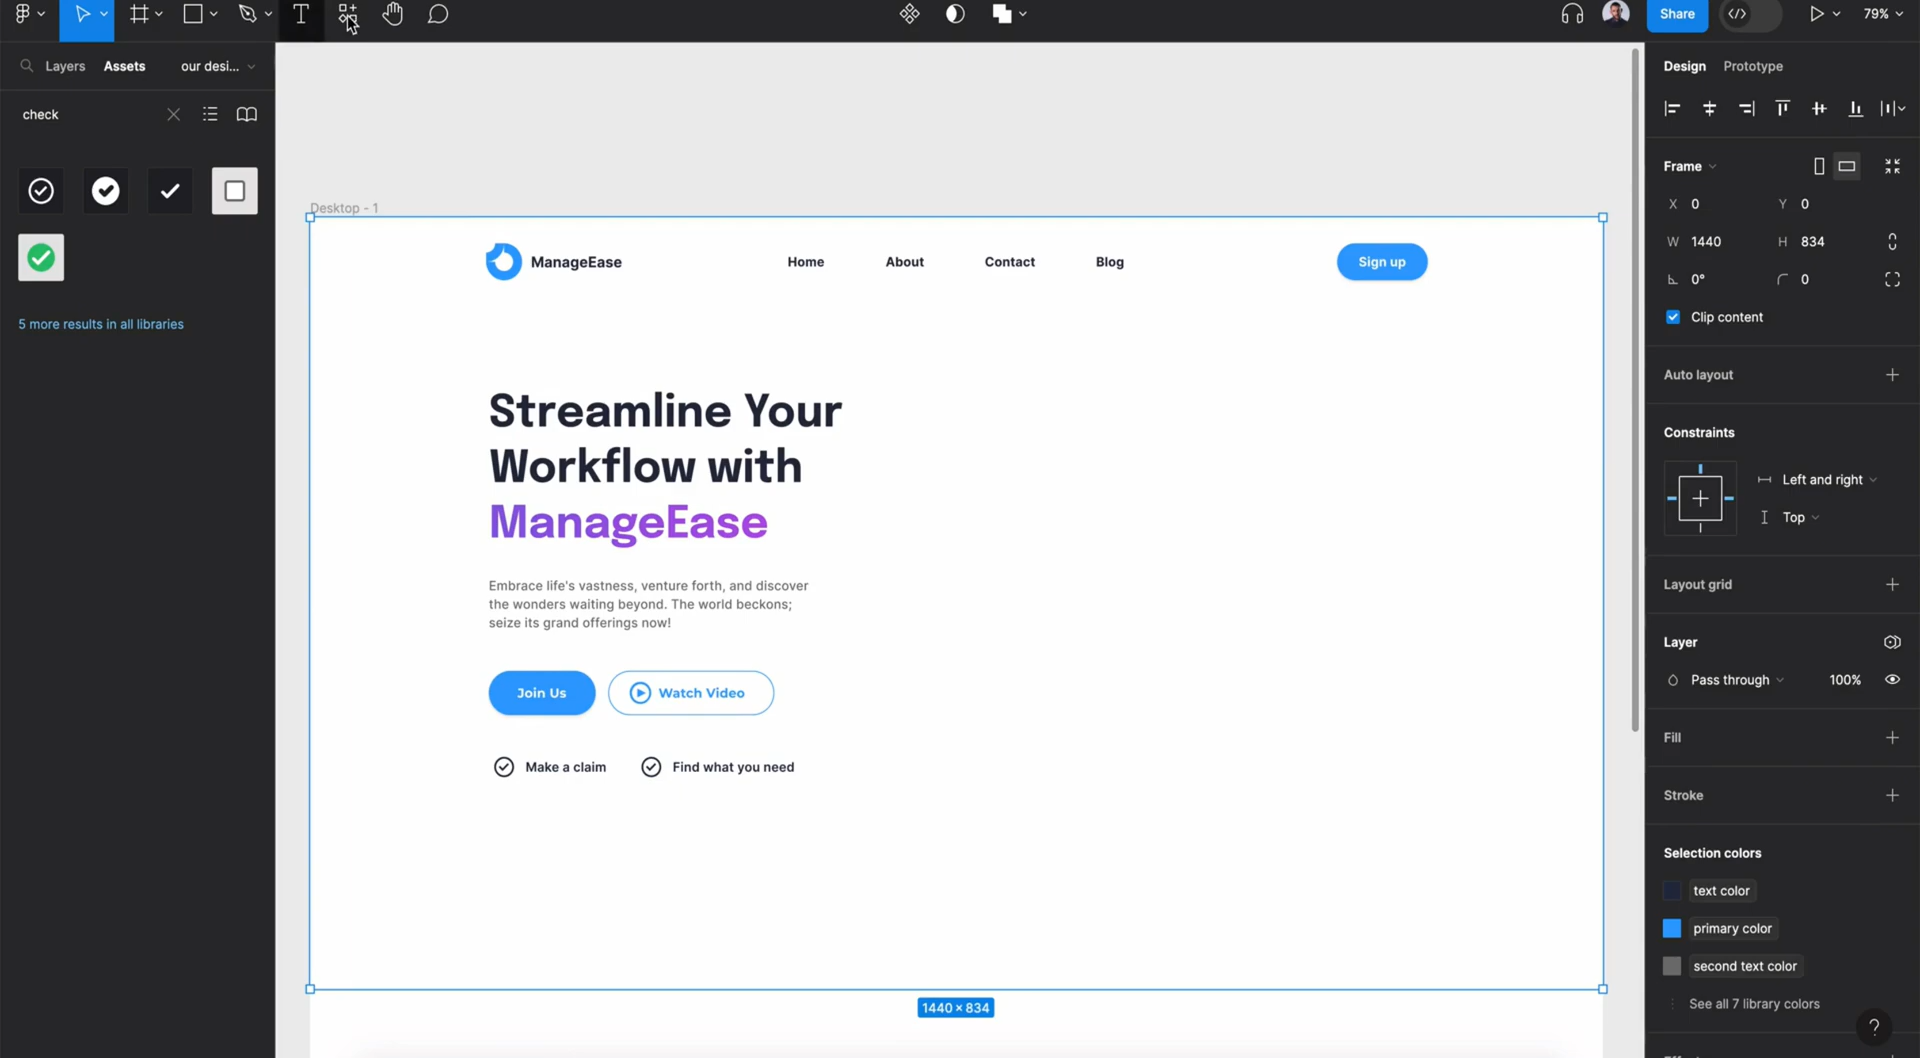 Share
79%
Layers
Assets
our desi...
check
5 more results in all libraries
Desktop - 1
ManageEase
Home
About
Contact
Blog
Sign up
Streamline Your
Workflow with
ManageEase
Embrace life's vastness, venture forth, and discover
the wonders waiting beyond. The world beckons;
seize its grand offerings now!
Join Us
Watch Video
Make a claim
Find what you need
1440 × 834
Design
Prototype
Frame
X 0
Y 0
W 1440
H 834
0°
0
Clip content
Auto layout
Constraints
Left and right
Top
Layout grid
Layer
Pass through
100%
Fill
Stroke
Selection colors
text color
primary color
second text color
See all 7 library colors
?